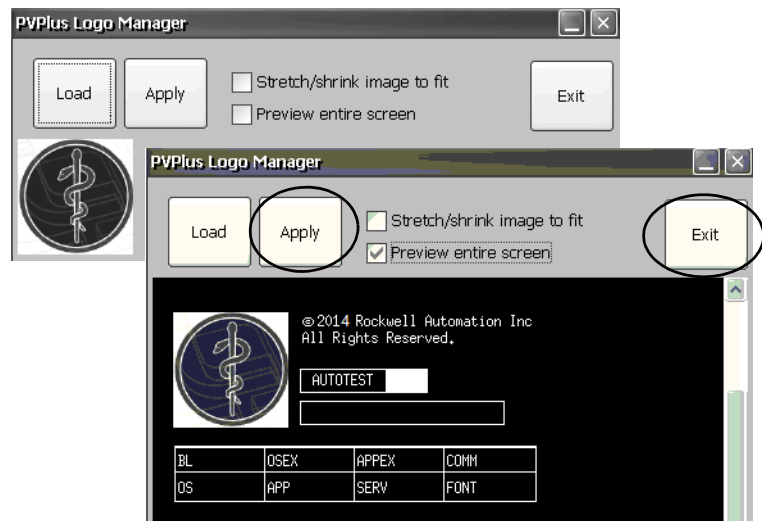 PVPlus Logo Manager
Load Apply Stretch/shrink image to fit Exit
Preview entire screen
PVPlus Logo Manager
Load Apply Stretch/shrink image to fit Exit
Preview entire screen
©2014 Rockwell Automation Inc
All Rights Reserved.
AUTOTEST
BL OSEX APPEX COMM
OS APP SERV FONT